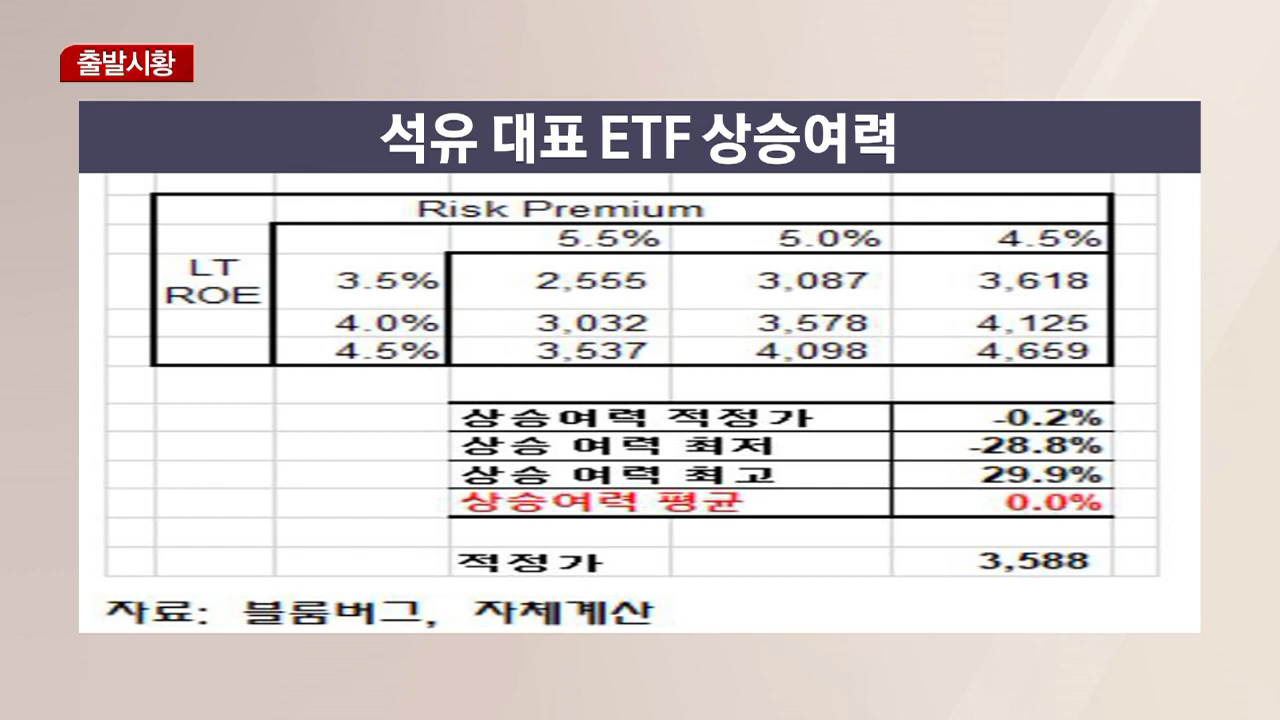 출발시황
석유 대표 ETF 상승여력
Risk Premium
5.5% 5.0% 4.5%
LT ROE 3.5% 2,555 3,087 3,618
4.0% 3,032 3,578 4,125
4.5% 3,537 4,098 4,659
상승여력 적정가 -0.2%
상승 여력 최저 -28.8%
상승 여력 최고 29.9%
상승여력 평균 0.0%
적정가 3,588
자료: 블룸버그, 자체계산